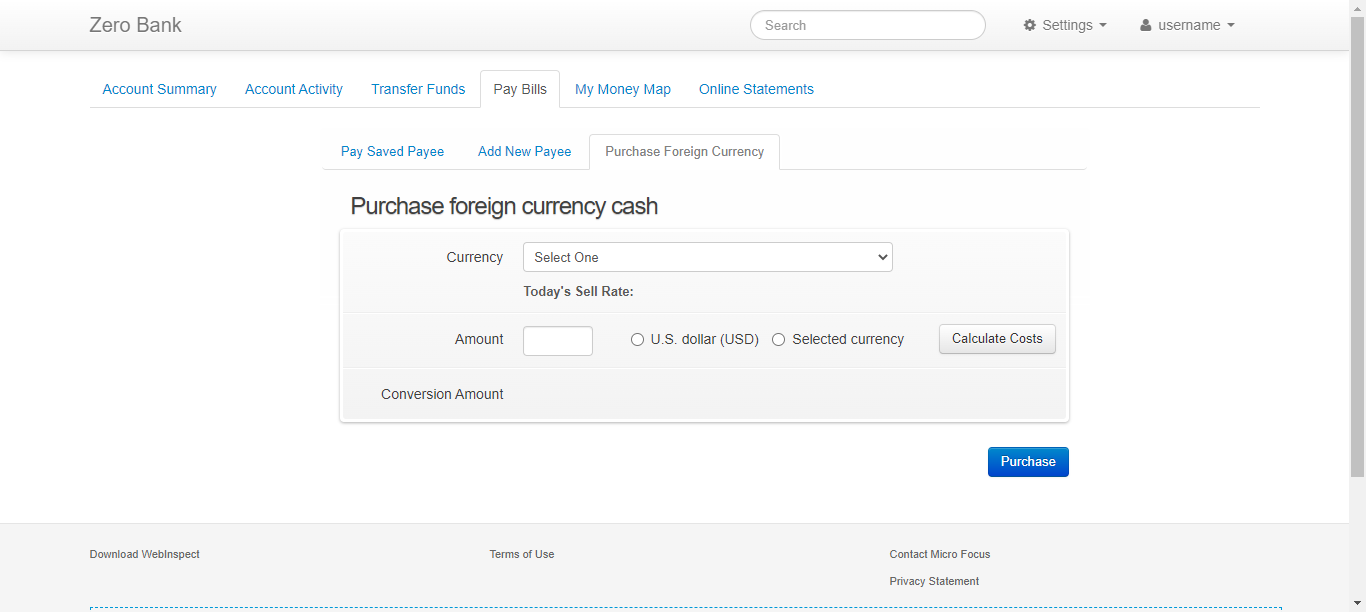 Zero Bank Search Settings username
Account Summary Account Activity Transfer Funds Pay Bills My Money Map Online Statements
Pay Saved Payee Add New Payee Purchase Foreign Currency
Purchase foreign currency cash
Currency Select One
Today's Sell Rate:
Amount U.S. dollar (USD) Selected currency Calculate Costs
Conversion Amount
Purchase
Download WebInspect Terms of Use Contact Micro Focus
Privacy Statement